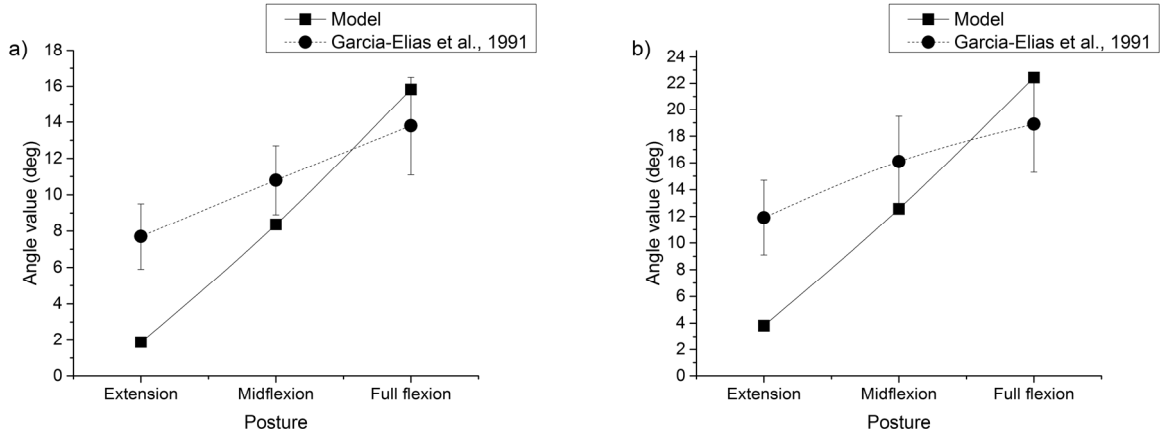 a)
Model
Garcia-Elias et al., 1991
Angle value (deg)
18
16
14
12
10
8
6
4
2
0
Extension
Midflexion
Full flexion
Posture
b)
Model
Garcia-Elias et al., 1991
Angle value (deg)
24
22
20
18
16
14
12
10
8
6
4
2
0
Extension
Midflexion
Full flexion
Posture